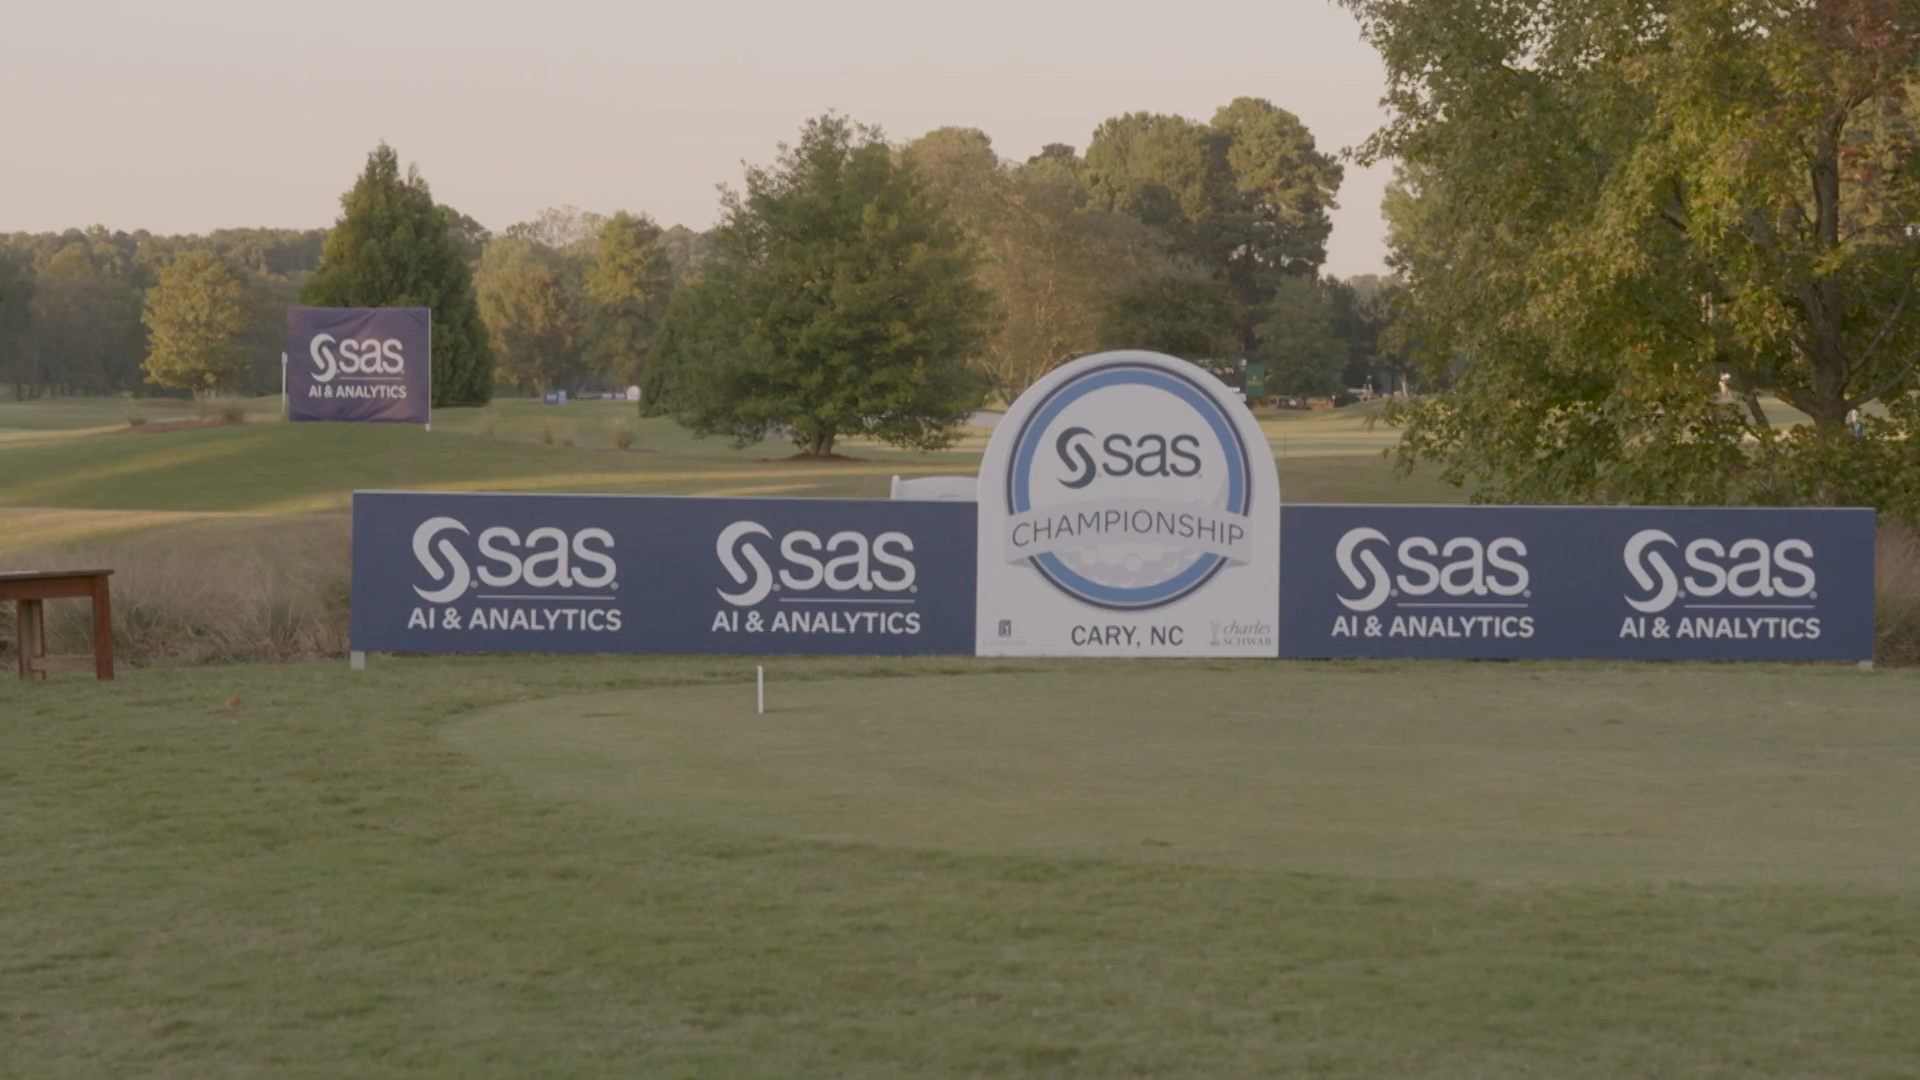 sas
AI & ANALYTICS
sas
AI & ANALYTICS
sas
AI & ANALYTICS
sas
CHAMPIONSHIP
CARY, NC
charles
SCHWAB
sas
AI & ANALYTICS
sas
AI & ANALYTICS